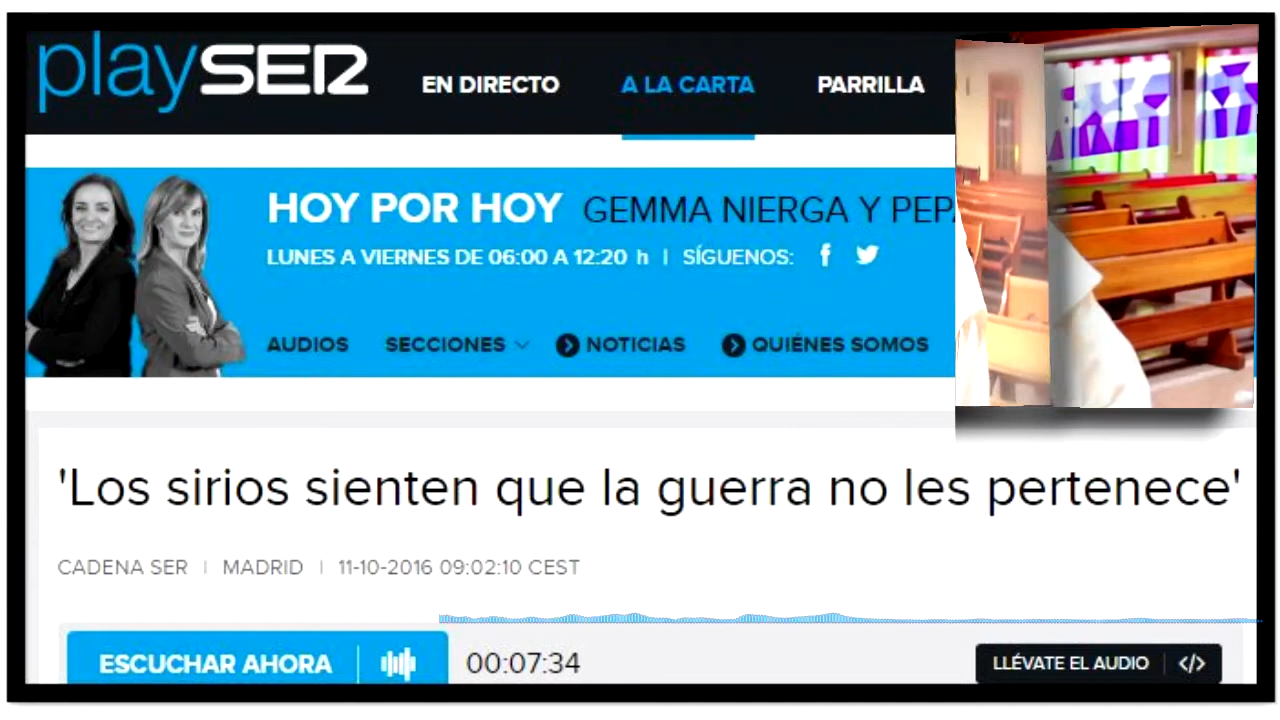 playSER
EN DIRECTO A LA CARTA PARRILLA
HOY POR HOY GEMMA NIERGA Y PEP
LUNES A VIERNES DE 06:00 A 12:20 h | SÍGUENOS:
AUDIOS SECCIONES NOTICIAS QUIÉNES SOMOS
'Los sirios sienten que la guerra no les pertenece'
CADENA SER | MADRID | 11-10-2016 09:02:10 CEST
ESCUCHAR AHORA 00:07:34 LLÉVATE EL AUDIO </>